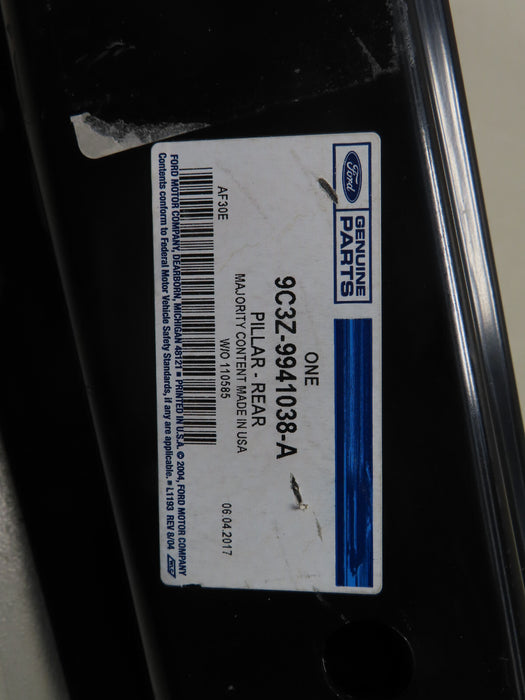 Ford
GENUINE
PARTS
ONE
9C3Z-9941038-A
PILLAR - REAR
MAJORITY CONTENT MADE IN USA
W/O 110585
06.04.2017
AF30E
FORD MOTOR COMPANY, DEARBORN, MICHIGAN 48121 ■ PRINTED IN U.S.A. © 2004, FORD MOTOR COMPANY
Contents conform to Federal Motor Vehicle Safety Standards, if any are applicable. ■ L1193 REV 8/04